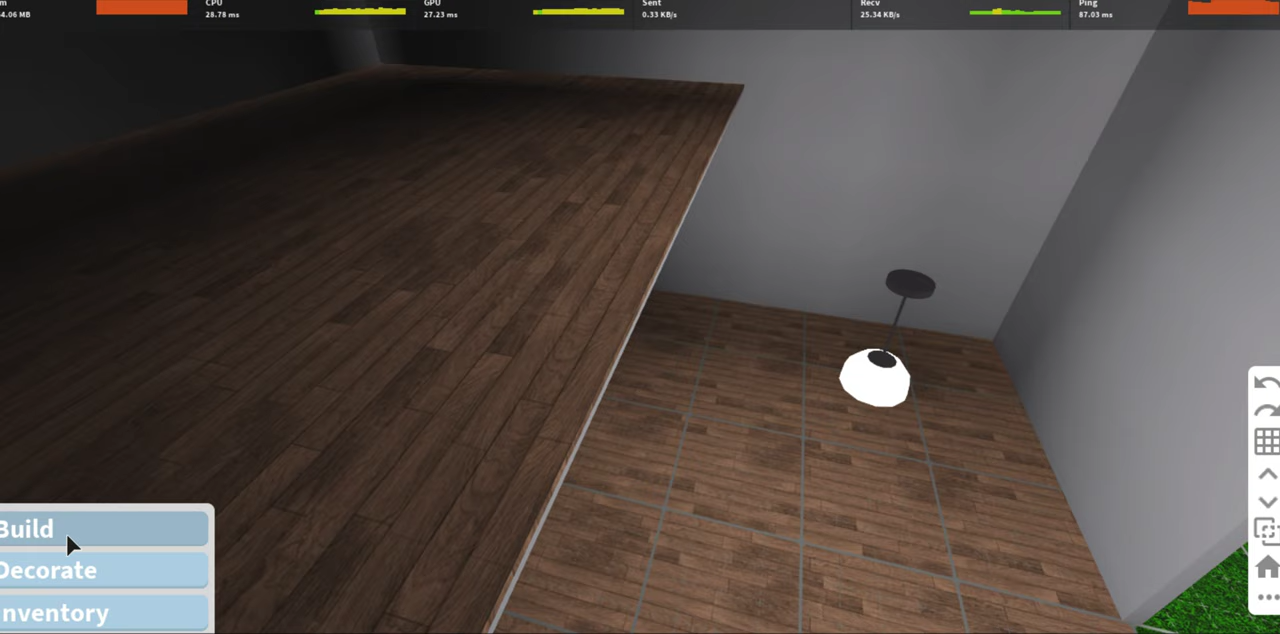 m
4.06 MB
CPU
28.78 ms
GPU
27.23 ms
Sent
0.33 KB/s
Recv
25.34 KB/s
Ping
87.03 ms
Build
Decorate
nventory